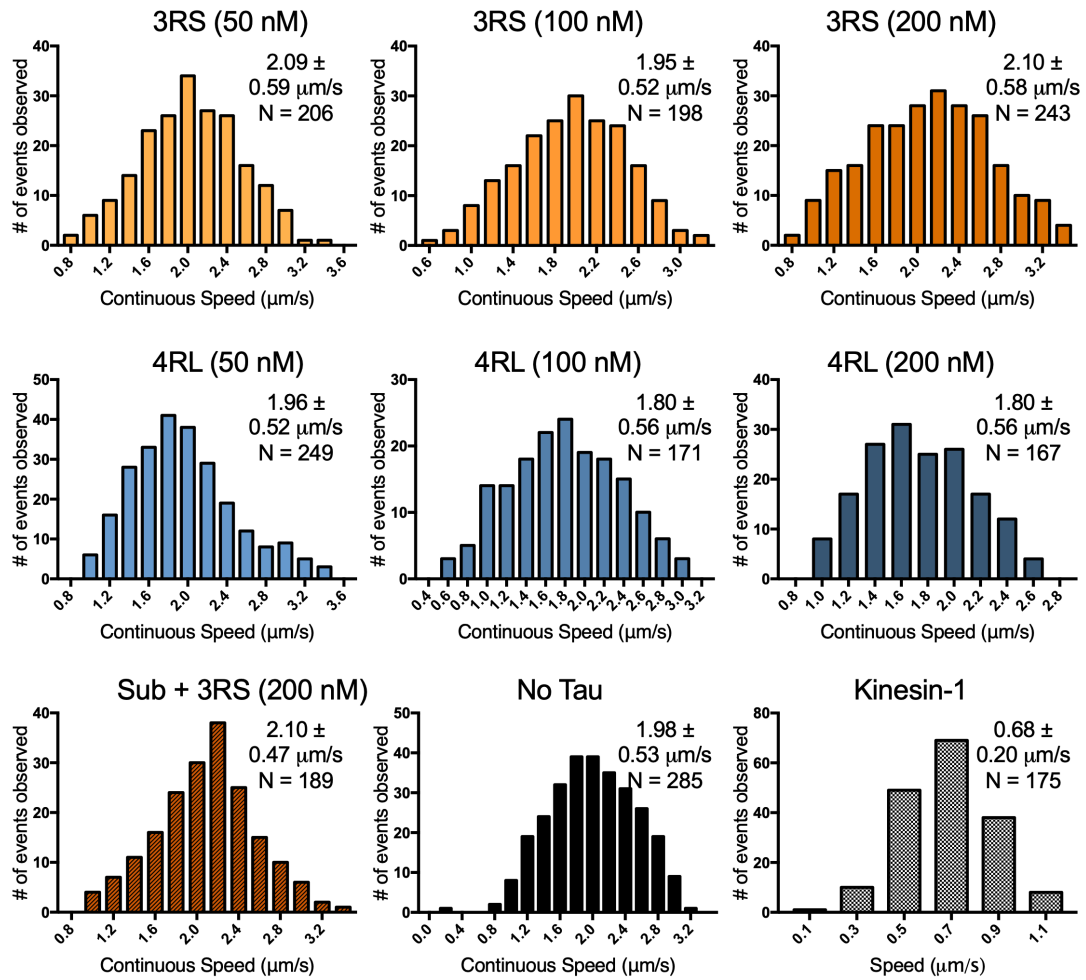 3RS (50 nM)
2.09 ±
0.59 μm/s
N = 206
# of events observed
40
30
20
10
0
0.8
1.2
1.6
2.0
2.4
2.8
3.2
3.6
Continuous Speed (μm/s)
3RS (100 nM)
1.95 ±
0.52 μm/s
N = 198
# of events observed
40
30
20
10
0
0.6
1.0
1.4
1.8
2.2
2.6
3.0
Continuous Speed (μm/s)
3RS (200 nM)
2.10 ±
0.58 μm/s
N = 243
# of events observed
40
30
20
10
0
0.8
1.2
1.6
2.0
2.4
2.8
3.2
Continuous Speed (μm/s)
4RL (50 nM)
1.96 ±
0.52 μm/s
N = 249
# of events observed
50
40
30
20
10
0
0.8
1.2
1.6
2.0
2.4
2.8
3.2
3.6
Continuous Speed (μm/s)
4RL (100 nM)
1.80 ±
0.56 μm/s
N = 171
# of events observed
30
20
10
0
0.4
0.6
0.8
1.0
1.2
1.4
1.6
1.8
2.0
2.2
2.4
2.6
2.8
3.0
3.2
Continuous Speed (μm/s)
4RL (200 nM)
1.80 ±
0.56 μm/s
N = 167
# of events observed
40
30
20
10
0
0.8
1.0
1.2
1.4
1.6
1.8
2.0
2.2
2.4
2.6
2.8
Continuous Speed (μm/s)
Sub + 3RS (200 nM)
2.10 ±
0.47 μm/s
N = 189
# of events observed
40
30
20
10
0
0.8
1.2
1.6
2.0
2.4
2.8
3.2
Continuous Speed (μm/s)
No Tau
1.98 ±
0.53 μm/s
N = 285
# of events observed
50
40
30
20
10
0
0.0
0.4
0.8
1.2
1.6
2.0
2.4
2.8
3.2
Continuous Speed (μm/s)
Kinesin-1
0.68 ±
0.20 μm/s
N = 175
# of events observed
80
60
40
20
0
0.1
0.3
0.5
0.7
0.9
1.1
Speed (μm/s)